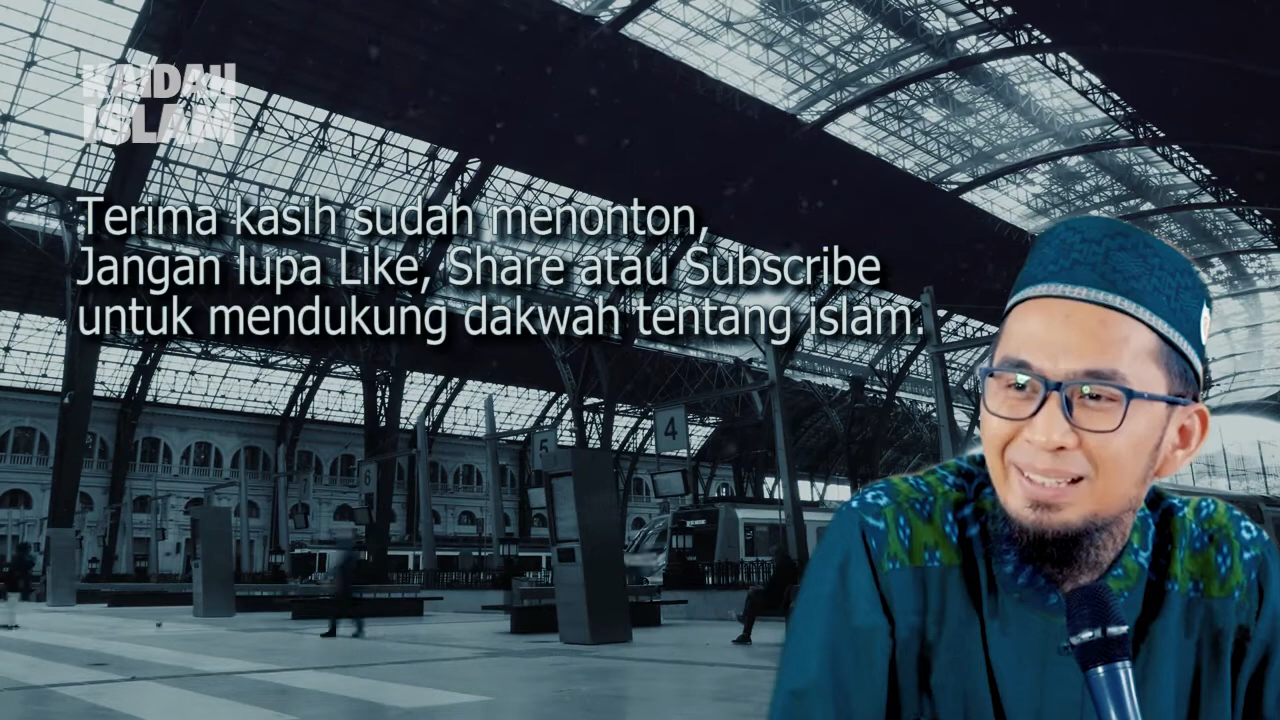 KAIDAH
ISLAM
Terima kasih sudah menonton,
Jangan lupa Like, Share atau Subscribe
untuk mendukung dakwah tentang islam.
5
4
6